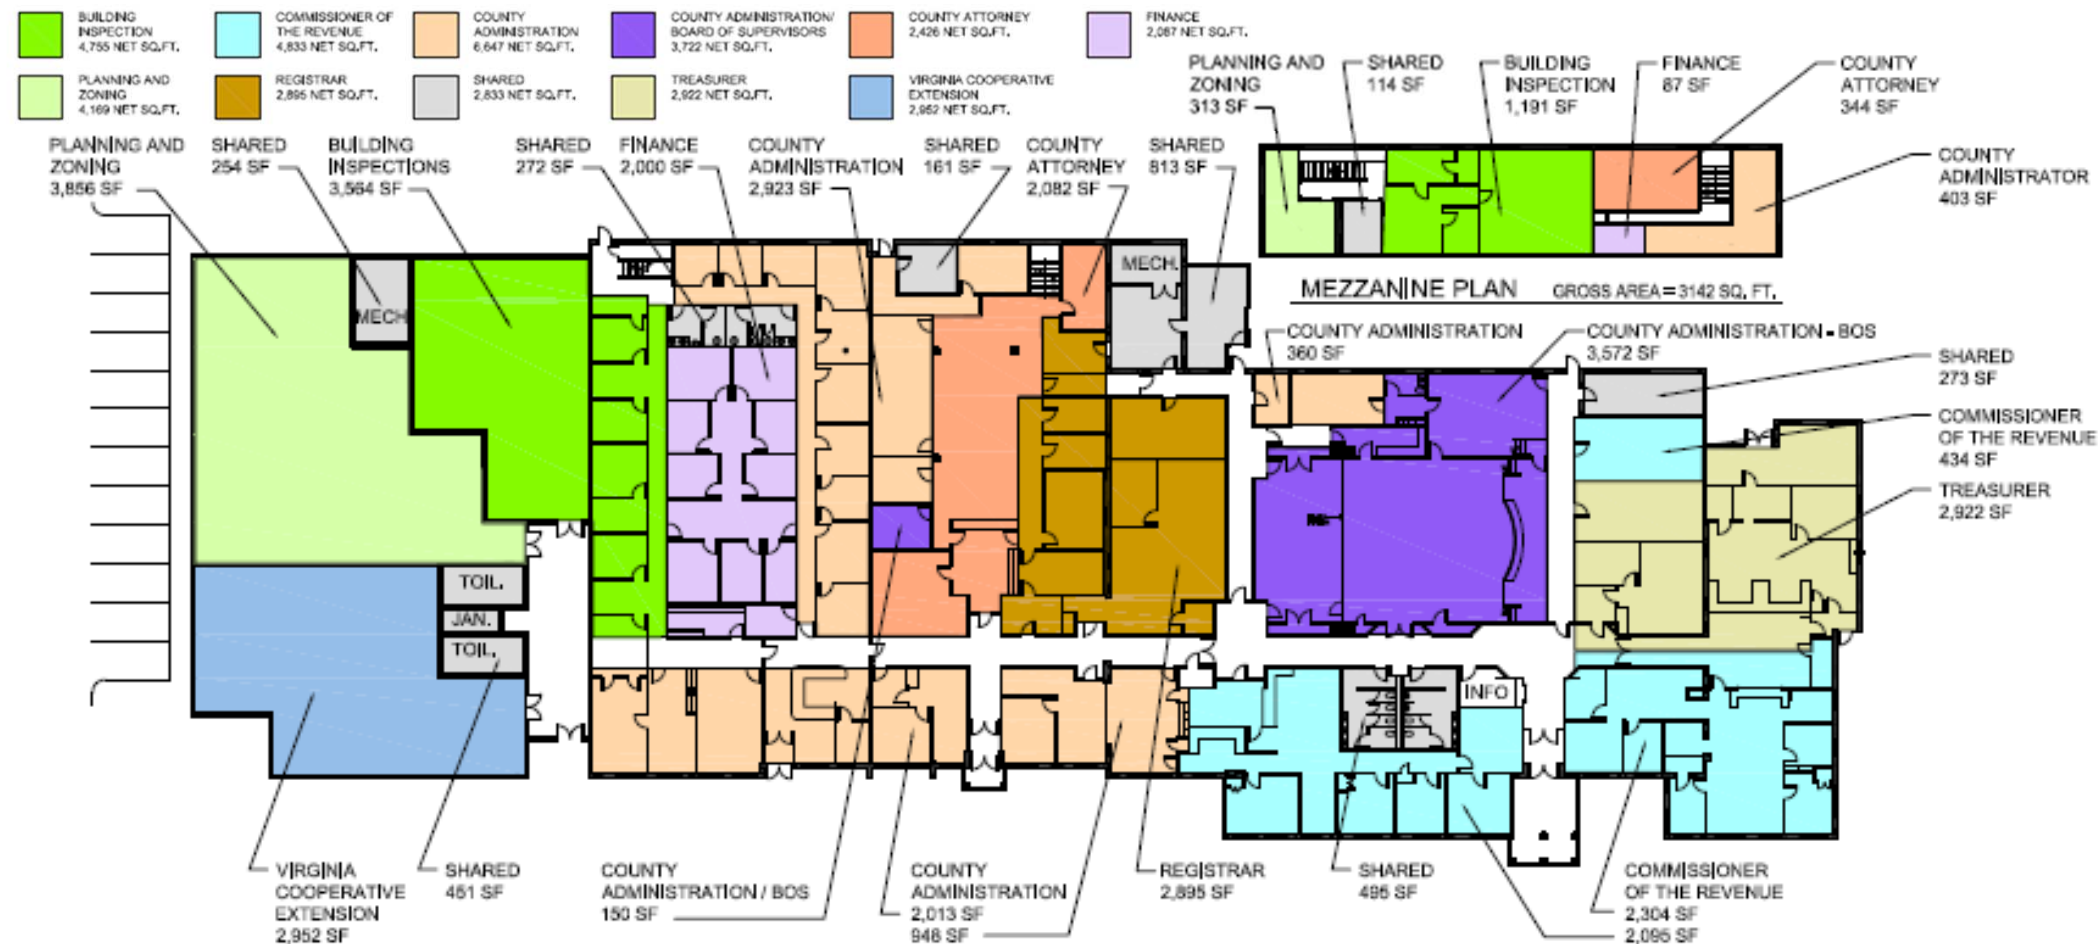 BUILDING
INSPECTION
4,755 NET SQ.FT.
COMMISSIONER OF
THE REVENUE
4,833 NET SQ.FT.
COUNTY
ADMINISTRATION
6,647 NET SQ.FT.
COUNTY ADMINISTRATION/
BOARD OF SUPERVISORS
3,722 NET SQ.FT.
COUNTY ATTORNEY
2,426 NET SQ.FT.
FINANCE
2,087 NET SQ.FT.
PLANNING AND
ZONING
4,169 NET SQ.FT.
REGISTRAR
2,895 NET SQ.FT.
SHARED
2,833 NET SQ.FT.
TREASURER
2,922 NET SQ.FT.
VIRGINIA COOPERATIVE
EXTENSION
2,952 NET SQ.FT.
PLANNING AND
ZONING
313 SF
SHARED
114 SF
BUILDING
INSPECTION
1,191 SF
FINANCE
87 SF
COUNTY
ATTORNEY
344 SF
PLANNING AND
ZONING
3,856 SF
SHARED
254 SF
BUILDING
INSPECTIONS
3,564 SF
SHARED
272 SF
FINANCE
2,000 SF
COUNTY
ADMINISTRATION
2,923 SF
SHARED
161 SF
COUNTY
ATTORNEY
2,082 SF
SHARED
813 SF
COUNTY
ADMINISTRATOR
403 SF
MECH.
MEZZANINE PLAN GROSS AREA = 3142 SQ. FT.
MECH
COUNTY ADMINISTRATION
360 SF
COUNTY ADMINISTRATION - BOS
3,572 SF
SHARED
273 SF
COMMISSIONER
OF THE REVENUE
434 SF
TREASURER
2,922 SF
TOIL.
JAN.
TOIL.
INFO
VIRGINIA
COOPERATIVE
EXTENSION
2,952 SF
SHARED
451 SF
COUNTY
ADMINISTRATION / BOS
150 SF
COUNTY
ADMINISTRATION
2,013 SF
948 SF
REGISTRAR
2,895 SF
SHARED
495 SF
COMMISSIONER
OF THE REVENUE
2,304 SF
2,095 SF